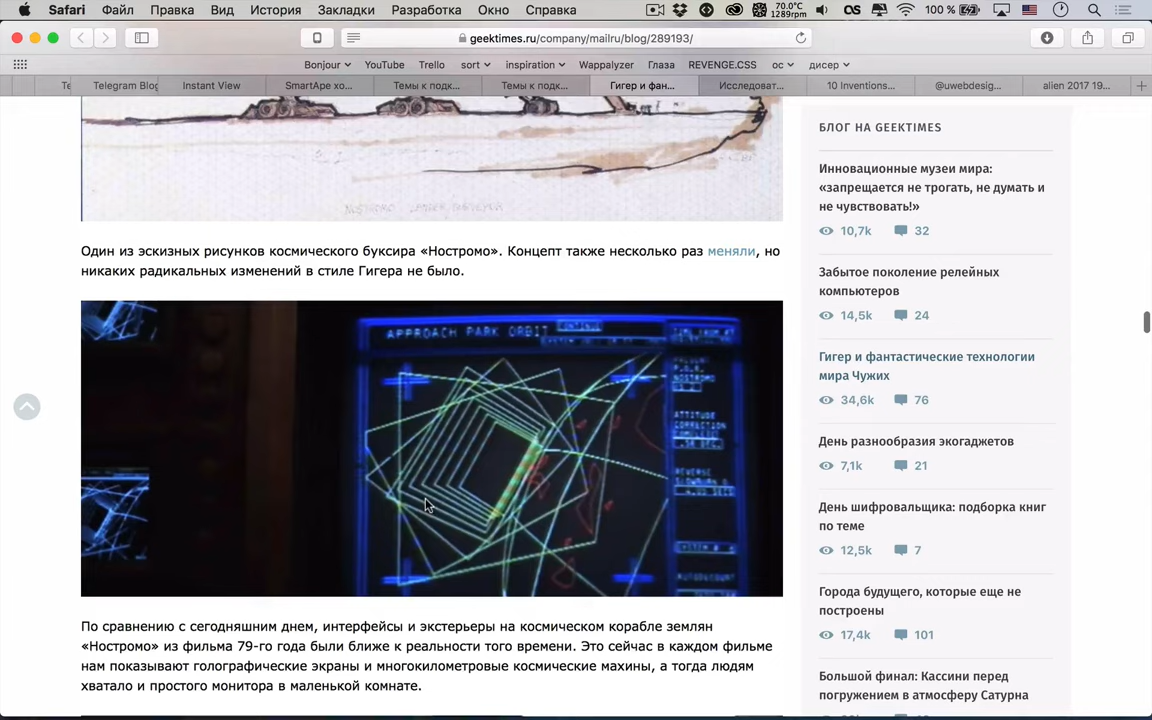 Safari Файл Правка Вид История Закладки Разработка Окно Справка 70.0°C 1289rpm 100 %
geektimes.ru/company/mailru/blog/289193/
Bonjour YouTube Trello sort inspiration Wappalyzer Глаза REVENGE.CSS ос дисер
Te Telegram Blog Instant View SmartApe хо... Темы к подк... Темы к подк... Гигер и фан... Исследоват... 10 Inventions... @uwebdesig... alien 2017 19...
Один из эскизных рисунков космического буксира «Ностромо». Концепт также несколько раз меняли, но
никаких радикальных изменений в стиле Гигера не было.
APPROACH PARK ORBIT
NOSTROMO
ATTITUDE
CORRECTION
REVERSE
По сравнению с сегодняшним днем, интерфейсы и экстерьеры на космическом корабле землян
«Ностромо» из фильма 79-го года были ближе к реальности того времени. Это сейчас в каждом фильме
нам показывают голографические экраны и многокилометровые космические махины, а тогда людям
хватало и простого монитора в маленькой комнате.
БЛОГ НА GEEKTIMES
Инновационные музеи мира:
«запрещается не трогать, не думать и
не чувствовать!»
10,7k 32
Забытое поколение релейных
компьютеров
14,5k 24
Гигер и фантастические технологии
мира Чужих
34,6k 76
День разнообразия экогаджетов
7,1k 21
День шифровальщика: подборка книг
по теме
12,5k 7
Города будущего, которые еще не
построены
17,4k 101
Большой финал: Кассини перед
погружением в атмосферу Сатурна